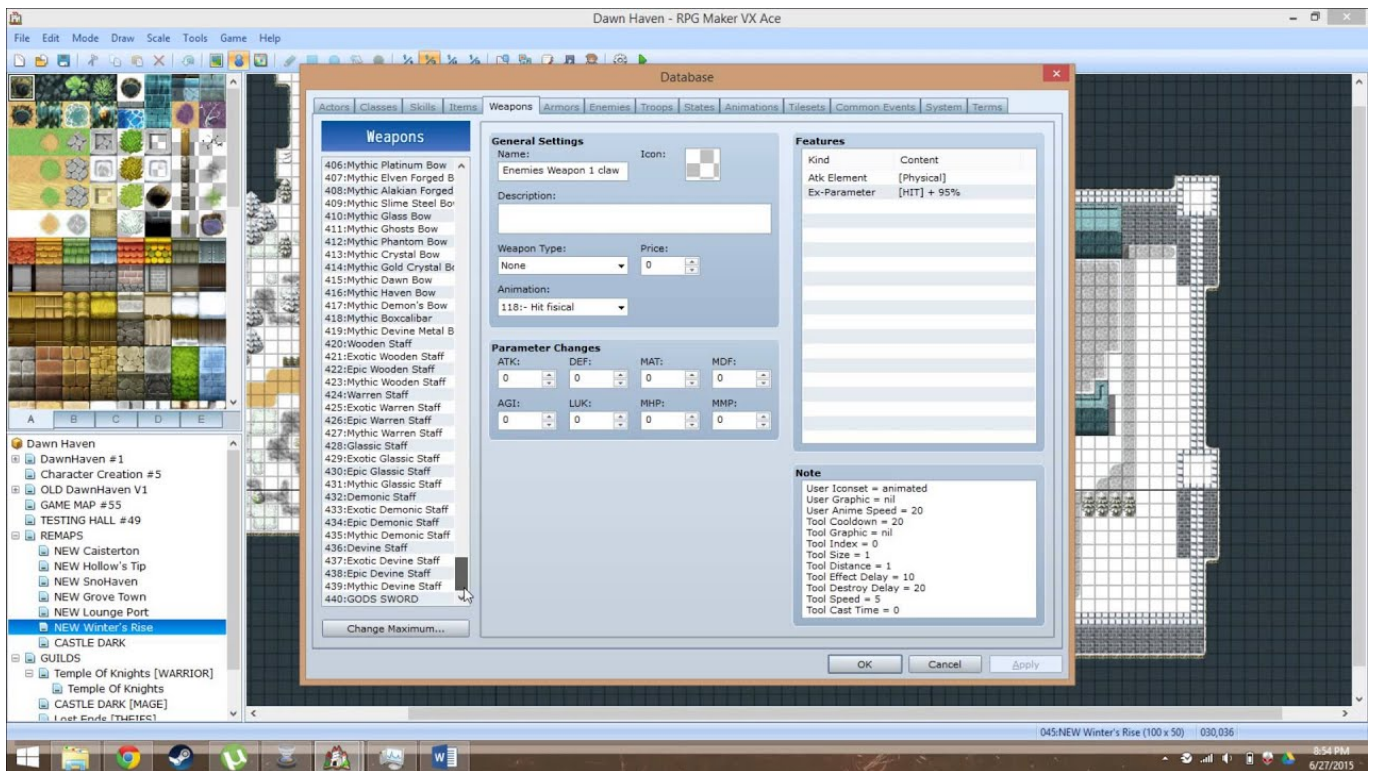 Dawn Haven - RPG Maker VX Ace
File Edit Mode Draw Scale Tools Game Help
Database
Actors Classes Skills Items Weapons Armors Enemies Troops States Animations Tilesets Common Events System Terms
Weapons
406:Mythic Platinum Bow
407:Mythic Elven Forged B
408:Mythic Alakian Forged
409:Mythic Slime Steel Bo
410:Mythic Glass Bow
411:Mythic Ghosts Bow
412:Mythic Phantom Bow
413:Mythic Crystal Bow
414:Mythic Gold Crystal Bo
415:Mythic Dawn Bow
416:Mythic Haven Bow
417:Mythic Demon's Bow
418:Mythic Boxcalibar
419:Mythic Devine Metal B
420:Wooden Staff
421:Exotic Wooden Staff
422:Epic Wooden Staff
423:Mythic Wooden Staff
424:Warren Staff
425:Exotic Warren Staff
426:Epic Warren Staff
427:Mythic Warren Staff
428:Glassic Staff
429:Exotic Glassic Staff
430:Epic Glassic Staff
431:Mythic Glassic Staff
432:Demonic Staff
433:Exotic Demonic Staff
434:Epic Demonic Staff
435:Mythic Demonic Staff
436:Devine Staff
437:Exotic Devine Staff
438:Epic Devine Staff
439:Mythic Devine Staff
440:GODS SWORD
Change Maximum...
General Settings
Name: Icon:
Enemies Weapon 1 claw
Description:
Weapon Type: Price:
None 0
Animation:
118:- Hit fisical
Parameter Changes
ATK: DEF: MAT: MDF:
0 0 0 0
AGI: LUK: MHP: MMP:
0 0 0 0
Features
Kind Content
Atk Element [Physical]
Ex-Parameter [HIT] + 95%
Note
User Iconset = animated
User Graphic = nil
User Anime Speed = 20
Tool Cooldown = 20
Tool Graphic = nil
Tool Index = 0
Tool Size = 1
Tool Distance = 1
Tool Effect Delay = 10
Tool Destroy Delay = 20
Tool Speed = 5
Tool Cast Time = 0
OK Cancel Apply
A B C D E
Dawn Haven
DawnHaven #1
Character Creation #5
OLD DawnHaven V1
GAME MAP #55
TESTING HALL #49
REMAPS
NEW Caisterton
NEW Hollow's Tip
NEW SnoHaven
NEW Grove Town
NEW Lounge Port
NEW Winter's Rise
CASTLE DARK
GUILDS
Temple Of Knights [WARRIOR]
Temple Of Knights
CASTLE DARK [MAGE]
Lost Ends [THEIFS]
045:NEW Winter's Rise (100 x 50) 030,036
8:54 PM
6/27/2015